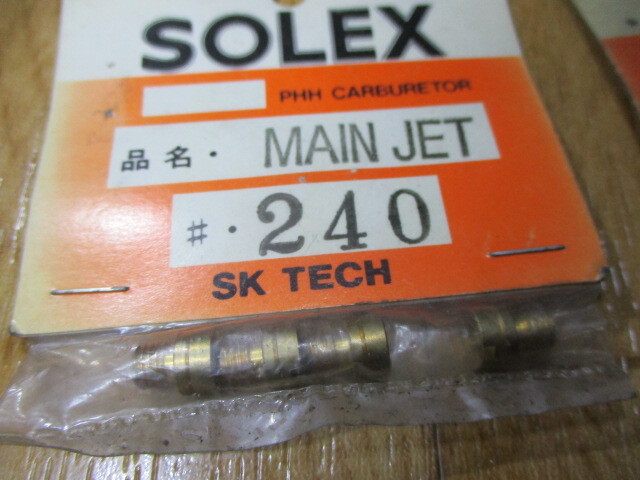 SOLEX
PHH CARBURETOR
品名・ MAIN JET
#・240
SK TECH